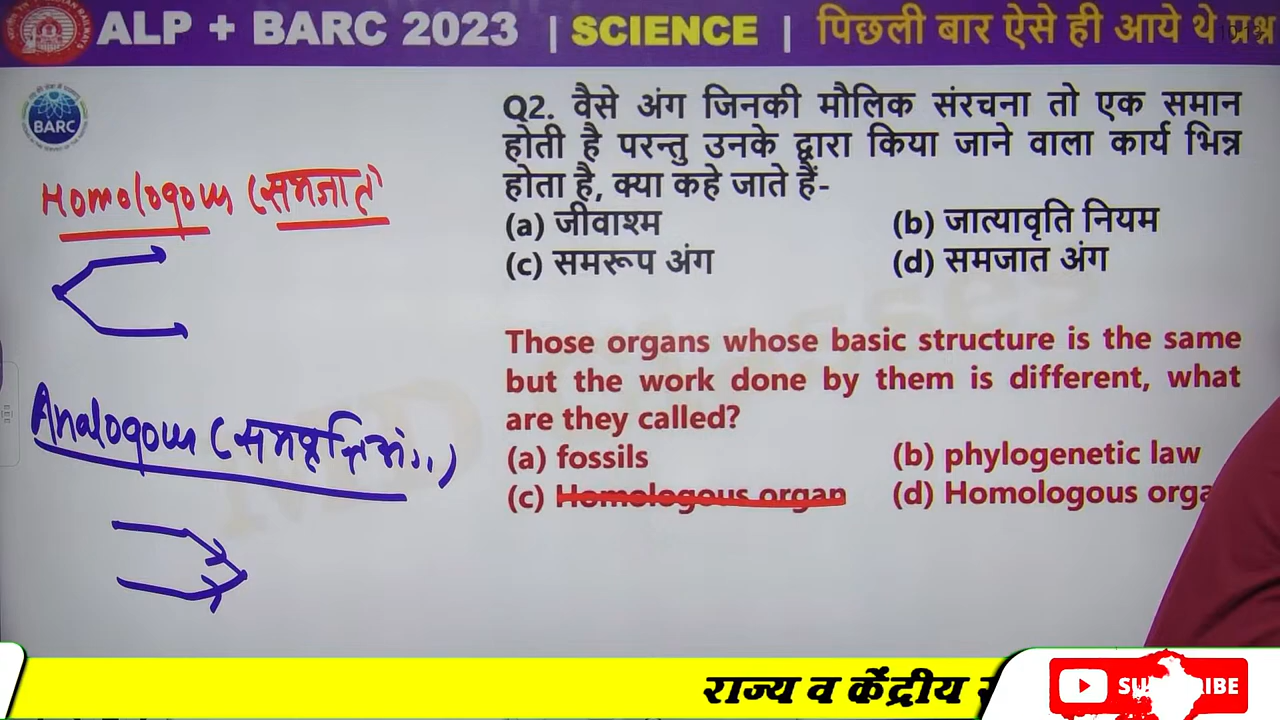 ALP + BARC 2023 | SCIENCE | पिछली बार ऐसे ही आये थे प्रश्न
BARC
Homologous (समजात
Analogous (समवृत्ति अं...)
Q2. वैसे अंग जिनकी मौलिक संरचना तो एक समान
होती है परन्तु उनके द्वारा किया जाने वाला कार्य भिन्न
होता है, क्या कहे जाते हैं-
(a) जीवाश्म (b) जात्यावृति नियम
(c) समरूप अंग (d) समजात अंग
Those organs whose basic structure is the same
but the work done by them is different, what
are they called?
(a) fossils (b) phylogenetic law
(c) Homologous organ (d) Homologous orga
राज्य व केंद्रीय
SUBSCRIBE